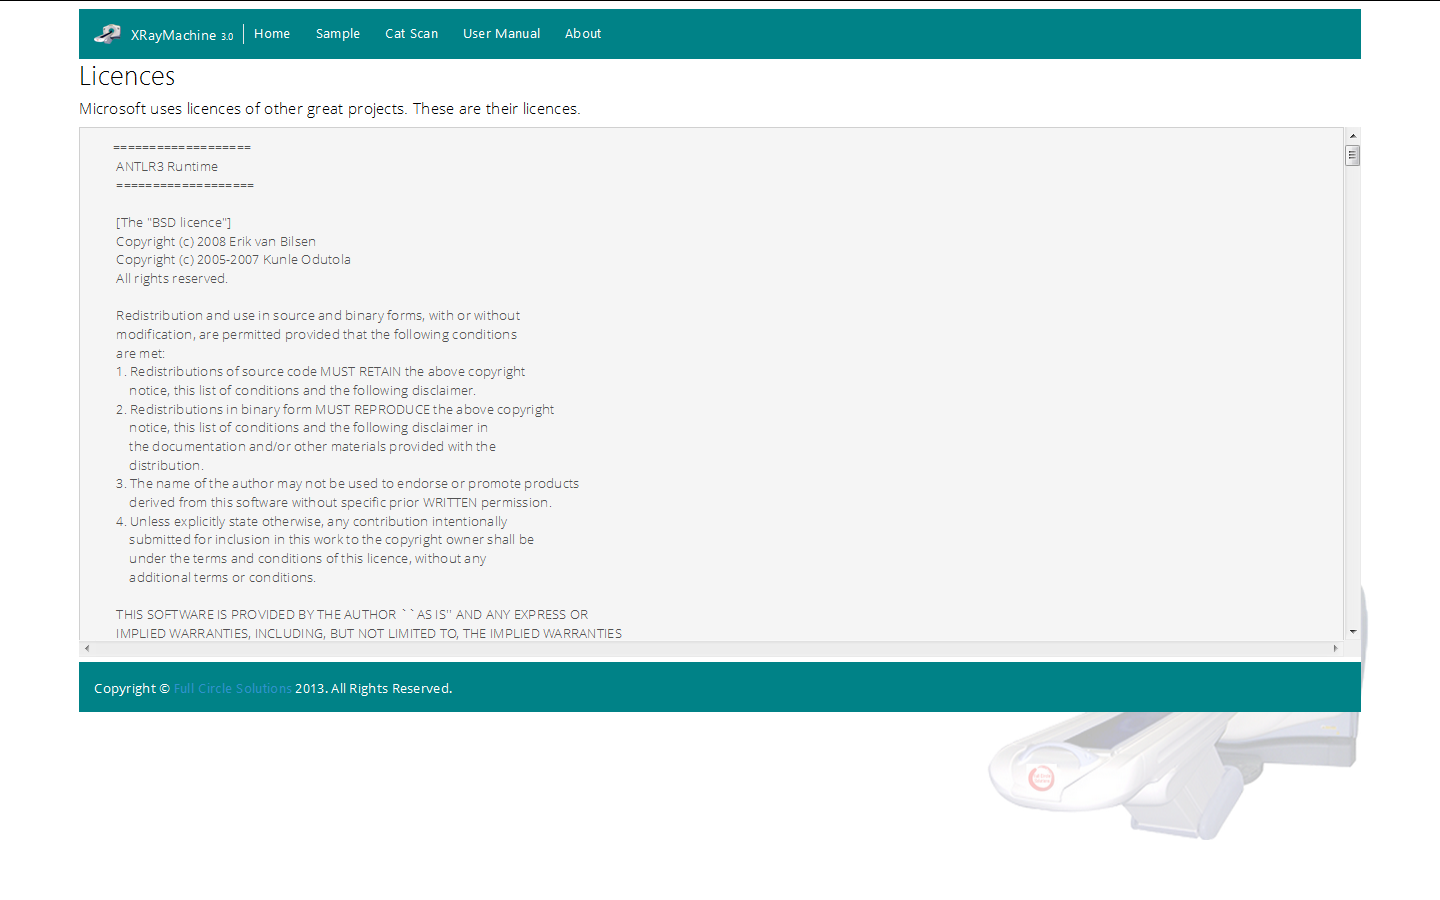 XRayMachine 3.0
Home
Sample
Cat Scan
User Manual
About
Licences
Microsoft uses licences of other great projects. These are their licences.
===================
ANTLR3 Runtime
===================
[The "BSD licence"]
Copyright (c) 2008 Erik van Bilsen
Copyright (c) 2005-2007 Kunle Odutola
All rights reserved.
Redistribution and use in source and binary forms, with or without
modification, are permitted provided that the following conditions
are met:
1. Redistributions of source code MUST RETAIN the above copyright
notice, this list of conditions and the following disclaimer.
2. Redistributions in binary form MUST REPRODUCE the above copyright
notice, this list of conditions and the following disclaimer in
the documentation and/or other materials provided with the
distribution.
3. The name of the author may not be used to endorse or promote products
derived from this software without specific prior WRITTEN permission.
4. Unless explicitly state otherwise, any contribution intentionally
submitted for inclusion in this work to the copyright owner shall be
under the terms and conditions of this licence, without any
additional terms or conditions.
THIS SOFTWARE IS PROVIDED BY THE AUTHOR ``AS IS'' AND ANY EXPRESS OR
IMPLIED WARRANTIES, INCLUDING, BUT NOT LIMITED TO, THE IMPLIED WARRANTIES
Copyright © Full Circle Solutions 2013. All Rights Reserved.